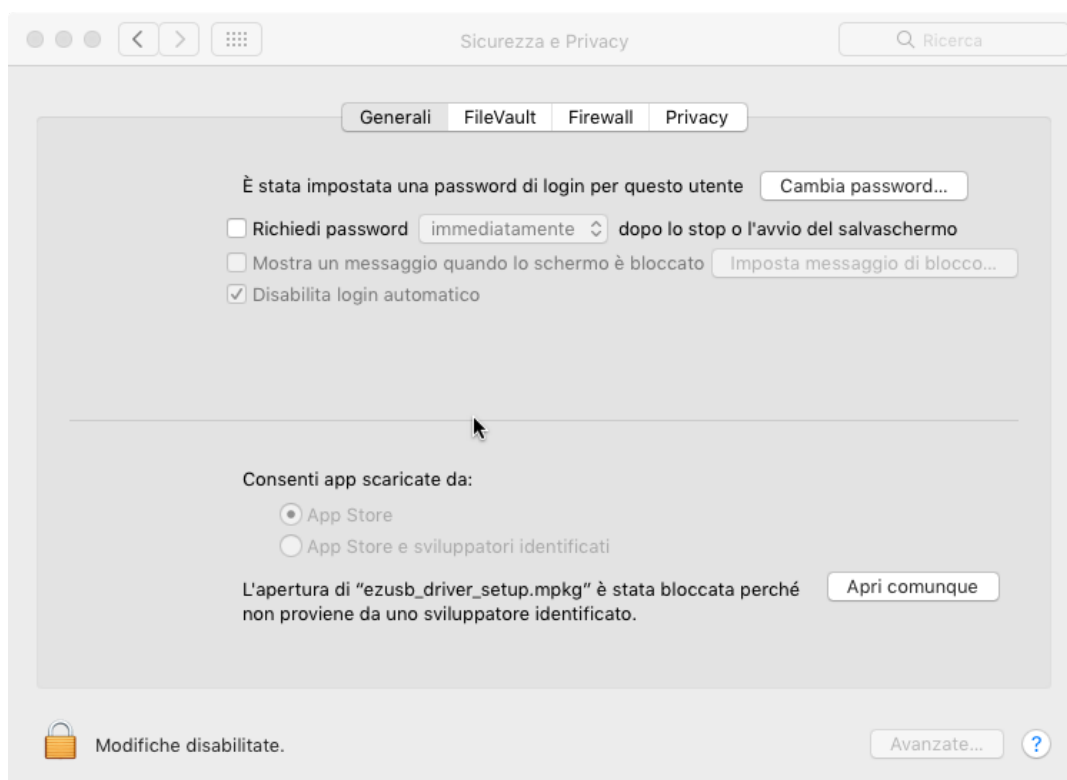 Sicurezza e Privacy
Ricerca
Generali FileVault Firewall Privacy
È stata impostata una password di login per questo utente Cambia password...
Richiedi password immediatamente dopo lo stop o l'avvio del salvaschermo
Mostra un messaggio quando lo schermo è bloccato Imposta messaggio di blocco...
Disabilita login automatico
Consenti app scaricate da:
App Store
App Store e sviluppatori identificati
L'apertura di “ezusb_driver_setup.mpkg” è stata bloccata perché Apri comunque
non proviene da uno sviluppatore identificato.
Modifiche disabilitate. Avanzate... ?